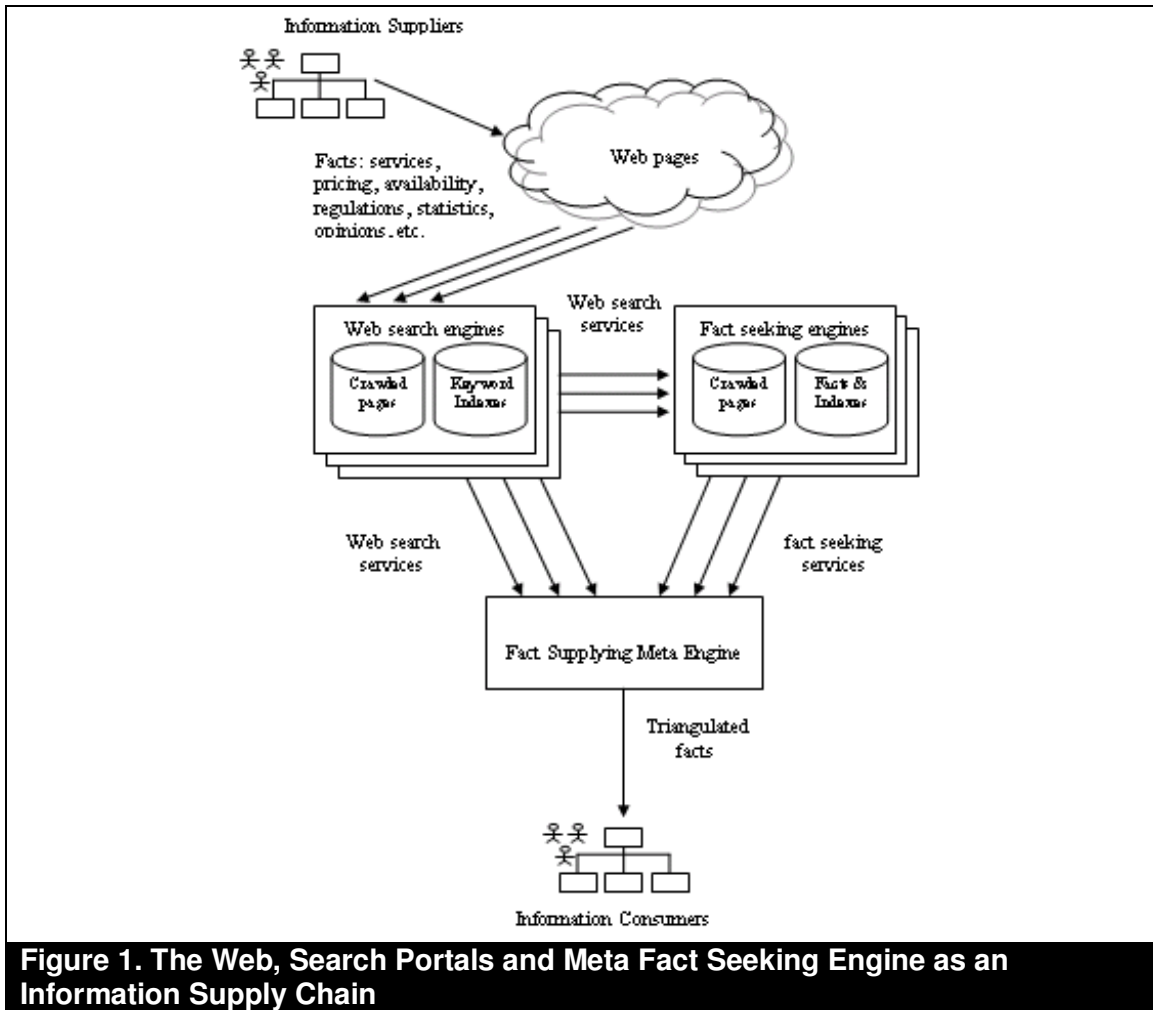 Information Suppliers
Web pages
Facts: services,
pricing, availability,
regulations, statistics,
opinions, etc.
Web search
services
Web search engines
Fact seeking engines
Crawled
pages
Keyword
Indexes
Crawled
pages
Facts &
Indexes
Web search
services
fact seeking
services
Fact Supplying Meta Engine
Triangulated
facts
Information Consumers
Figure 1. The Web, Search Portals and Meta Fact Seeking Engine as an
Information Supply Chain